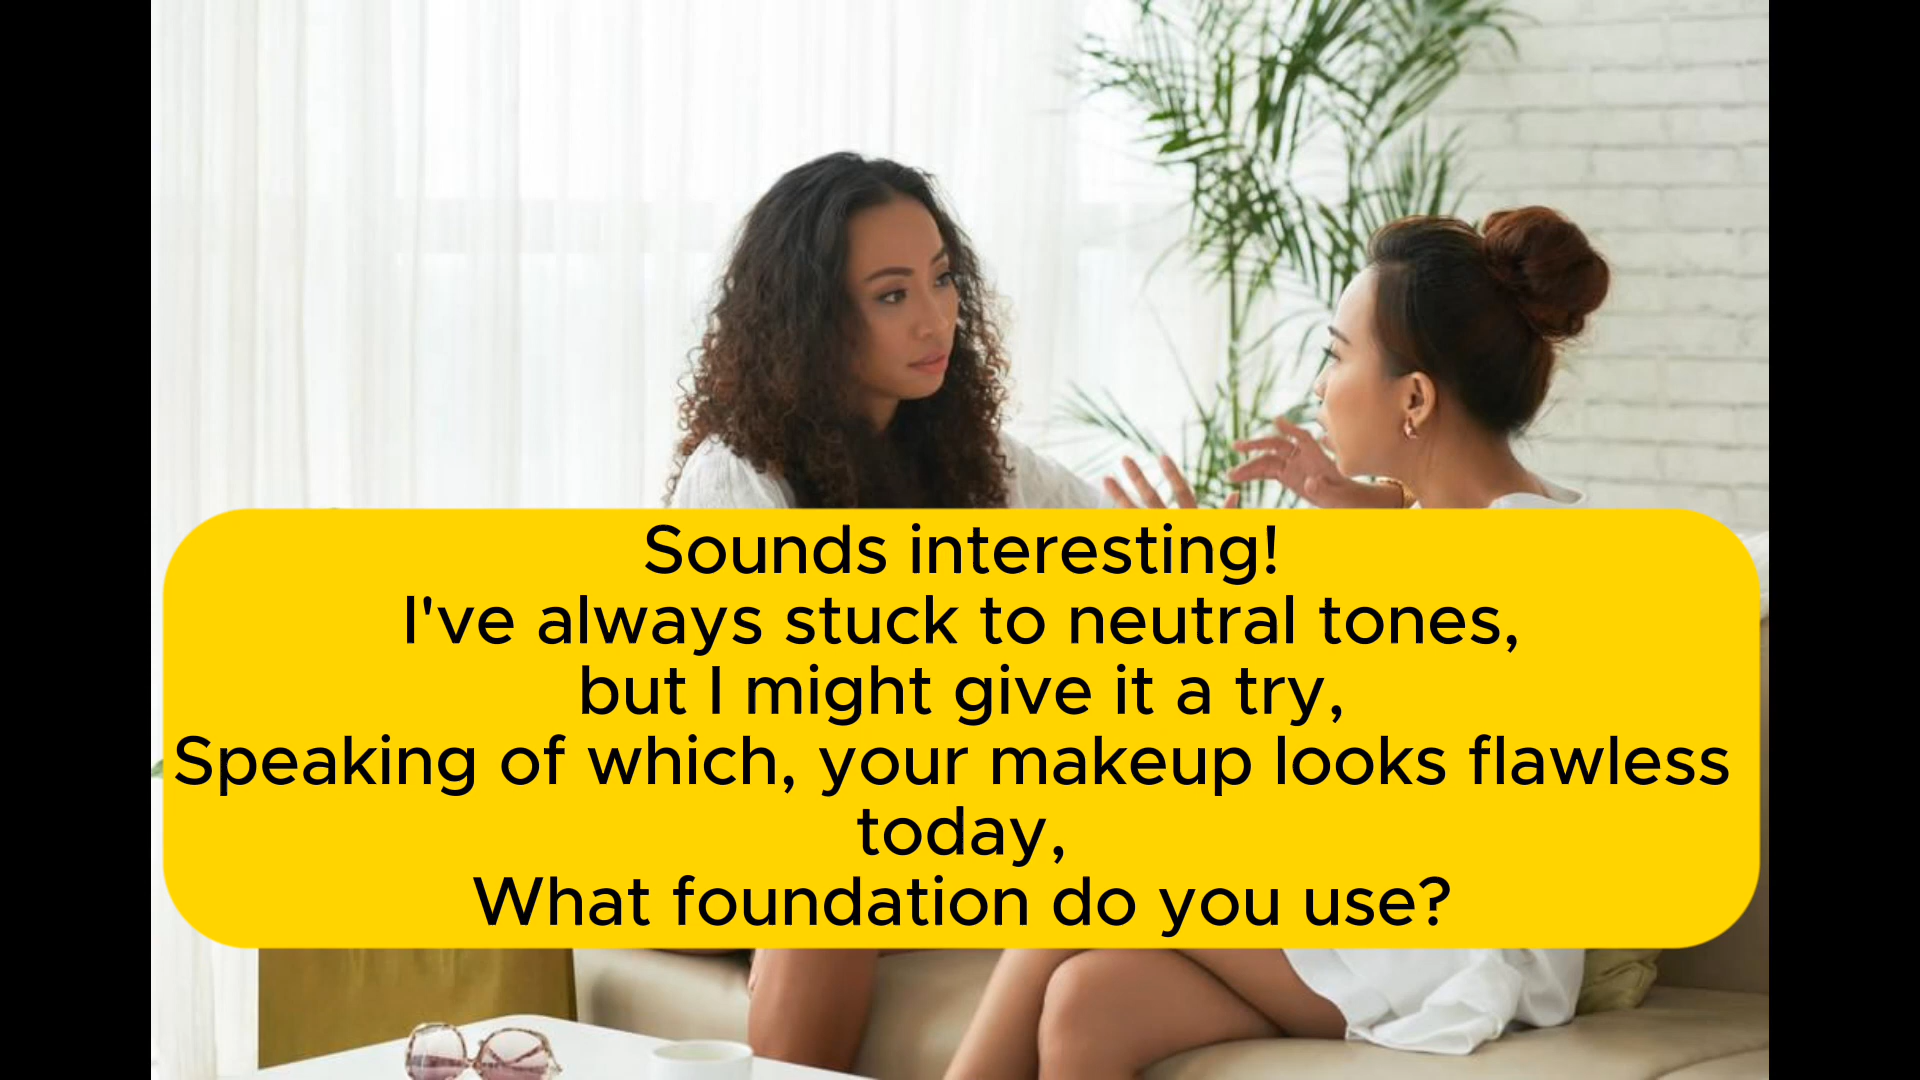 Sounds interesting!
I've always stuck to neutral tones,
but I might give it a try,
Speaking of which, your makeup looks flawless
today,
What foundation do you use?